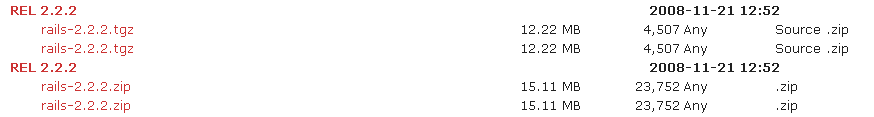 REL 2.2.2 2008-11-21 12:52
rails-2.2.2.tgz 12.22 MB 4,507 Any Source .zip
rails-2.2.2.tgz 12.22 MB 4,507 Any Source .zip
REL 2.2.2 2008-11-21 12:52
rails-2.2.2.zip 15.11 MB 23,752 Any .zip
rails-2.2.2.zip 15.11 MB 23,752 Any .zip